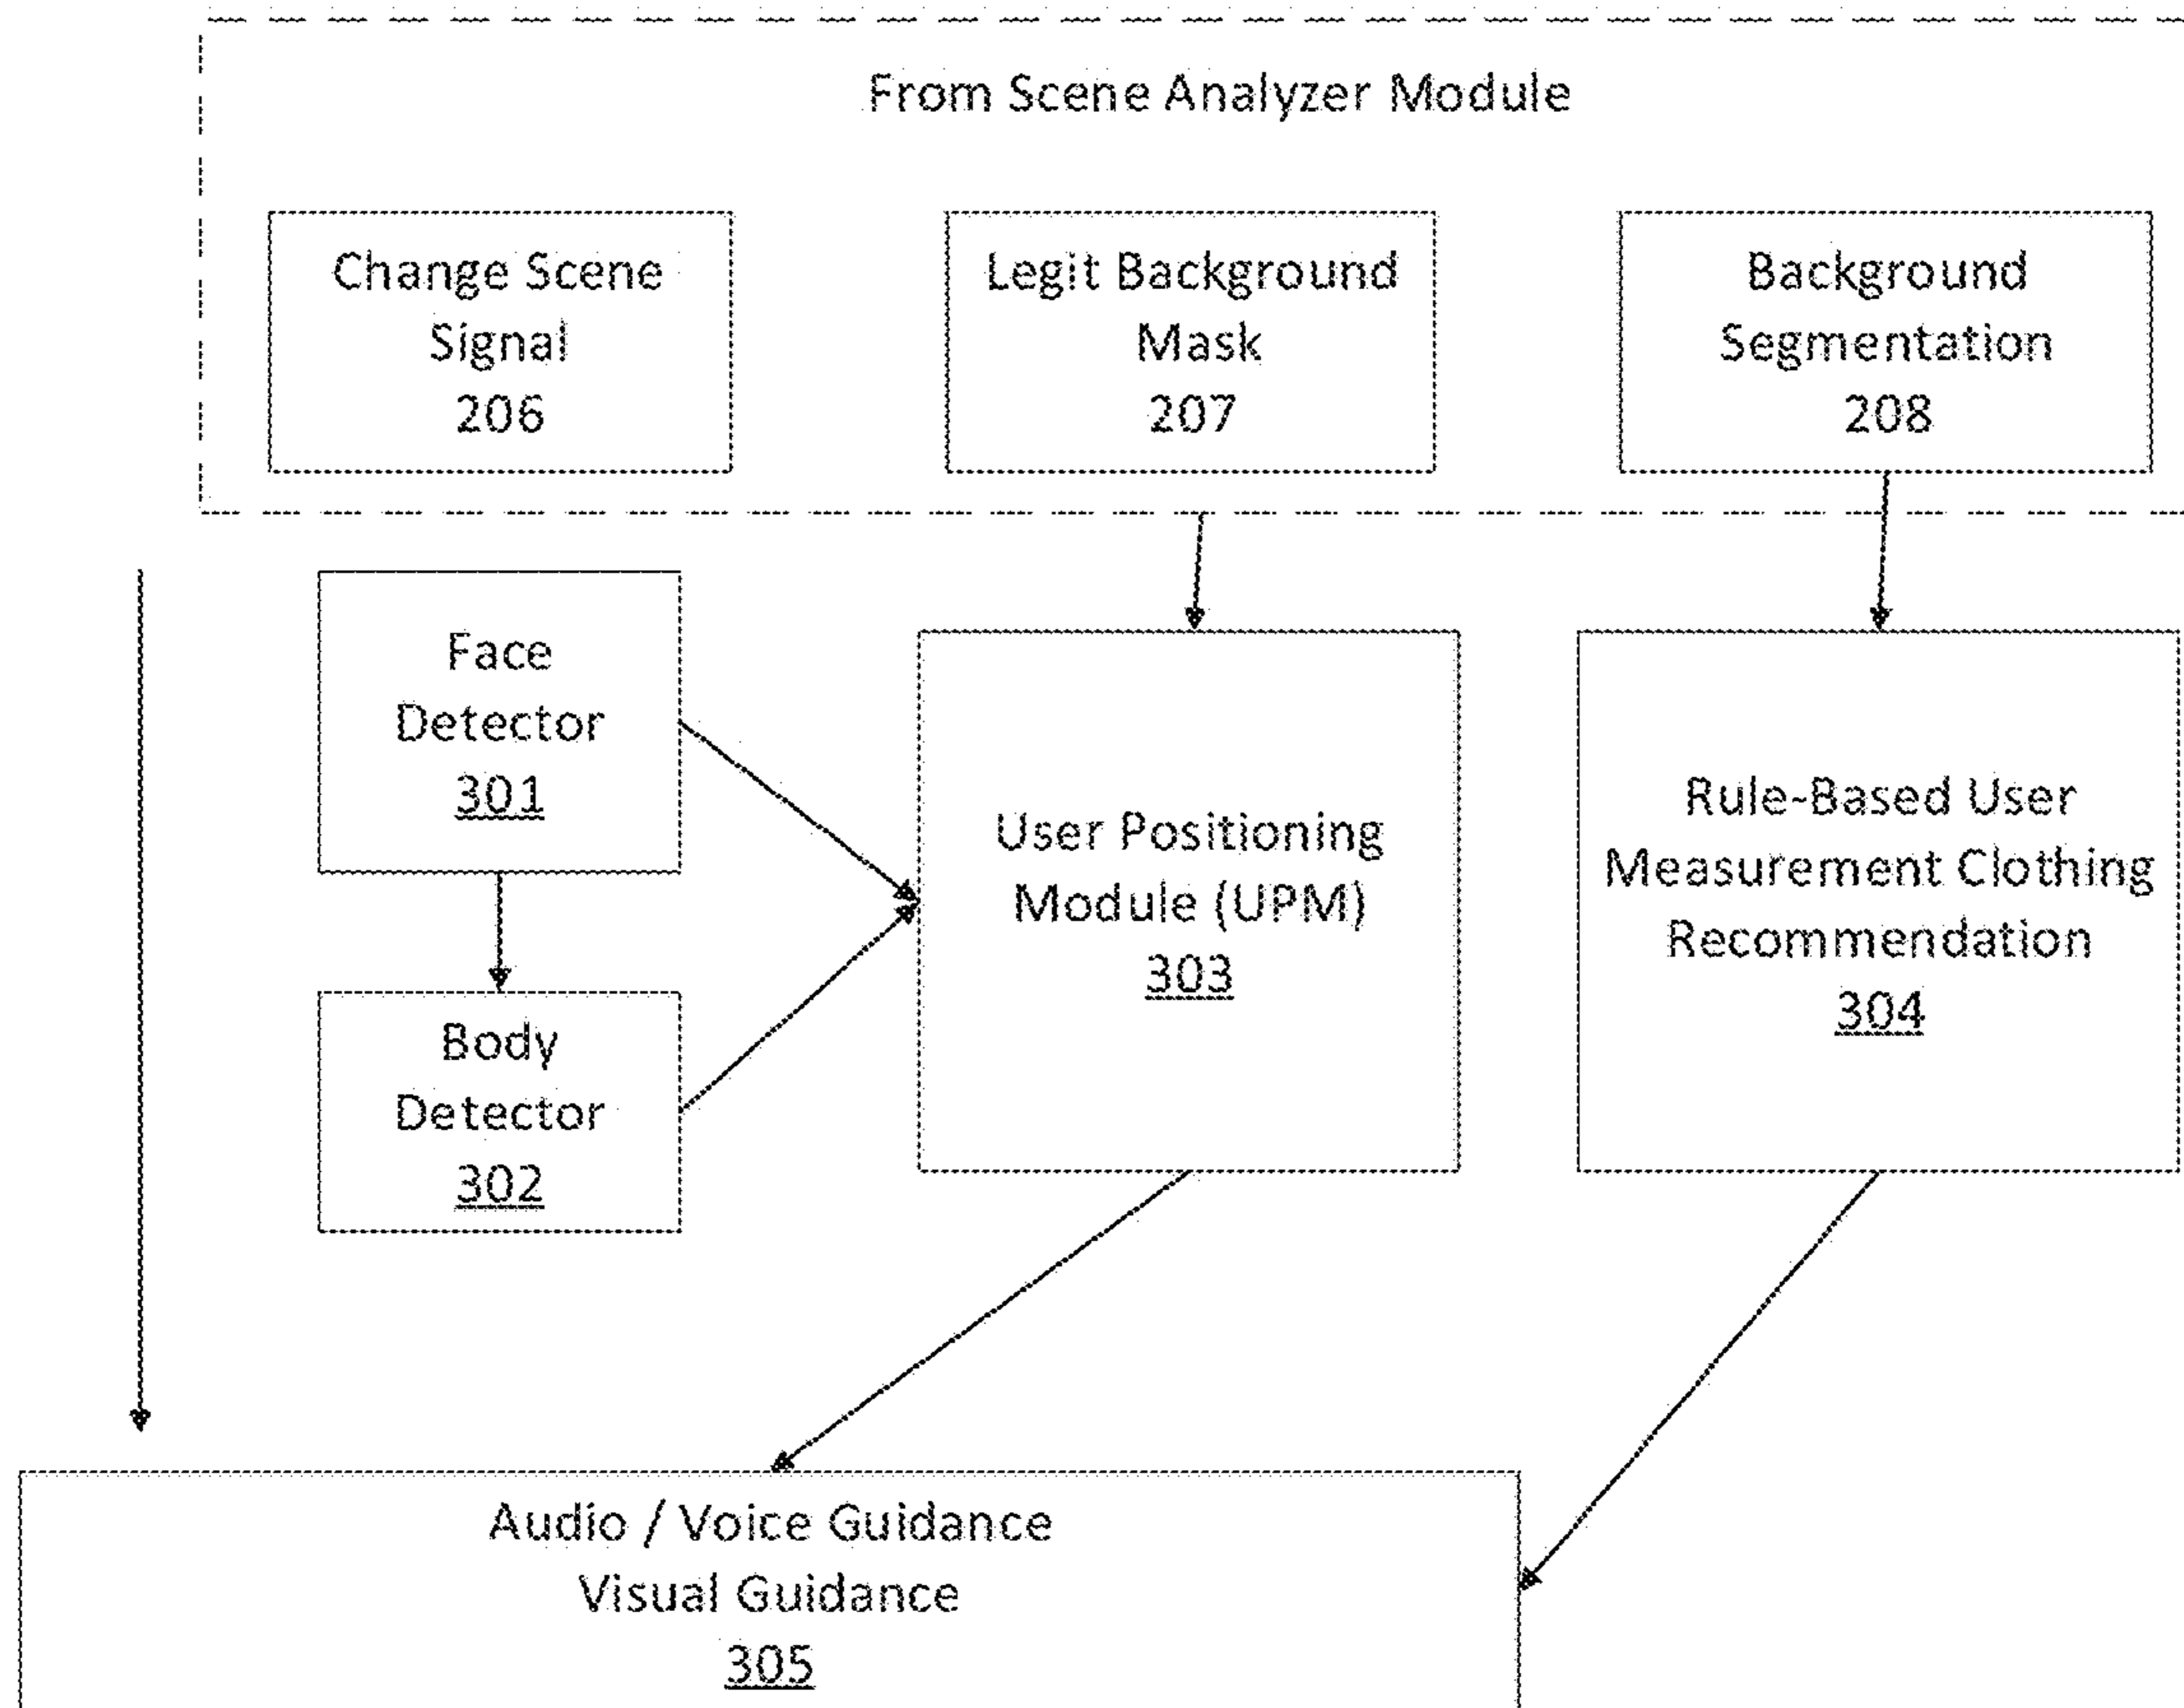 From Scene Analyzer Module
Change Scene
Signal
206
Legit Background
Mask
207
Background
Segmentation
208
Face
Detector
301
User Positioning
Module (UPM)
303
Rule-Based User
Measurement Clothing
Recommendation
304
Body
Detector
302
Audio / Voice Guidance
Visual Guidance
305